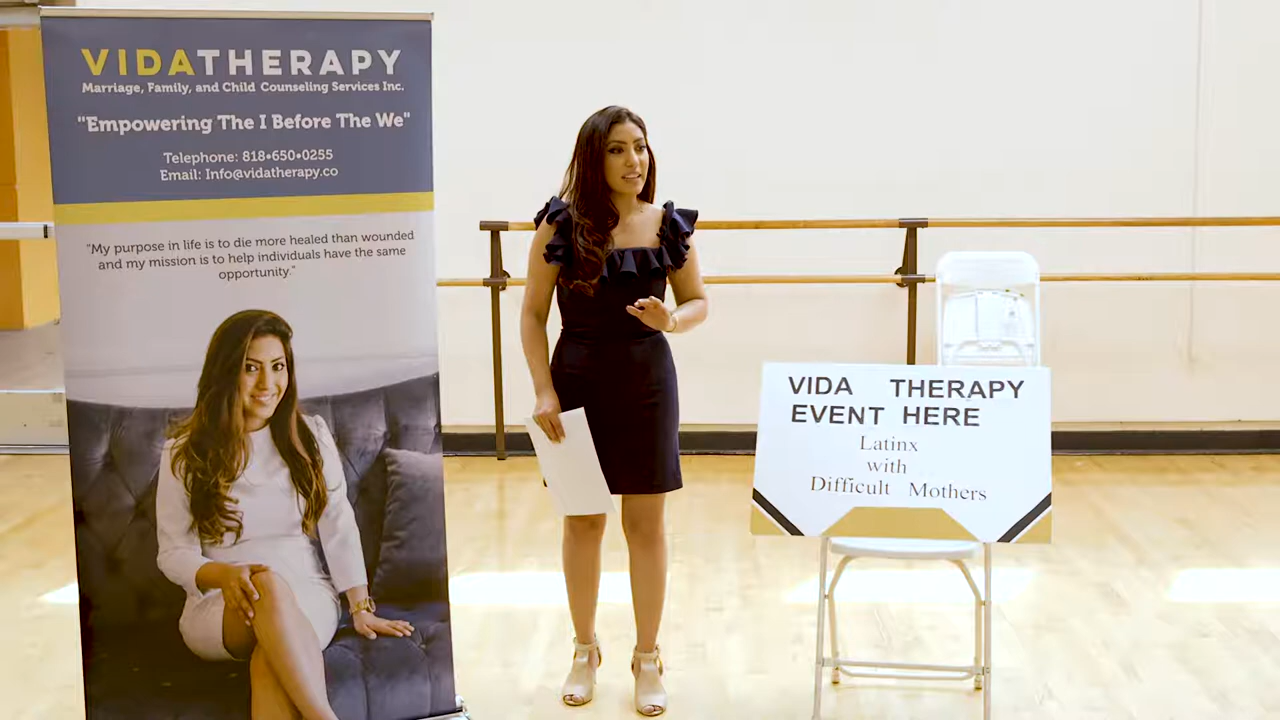 VIDATHERAPY
Marriage, Family, and Child Counseling Services Inc.
"Empowering The I Before The We"
Telephone: 818•650•0255
Email: Info@vidatherapy.co
"My purpose in life is to die more healed than wounded
and my mission is to help individuals have the same
opportunity."
VIDA THERAPY
EVENT HERE
Latinx
with
Difficult Mothers